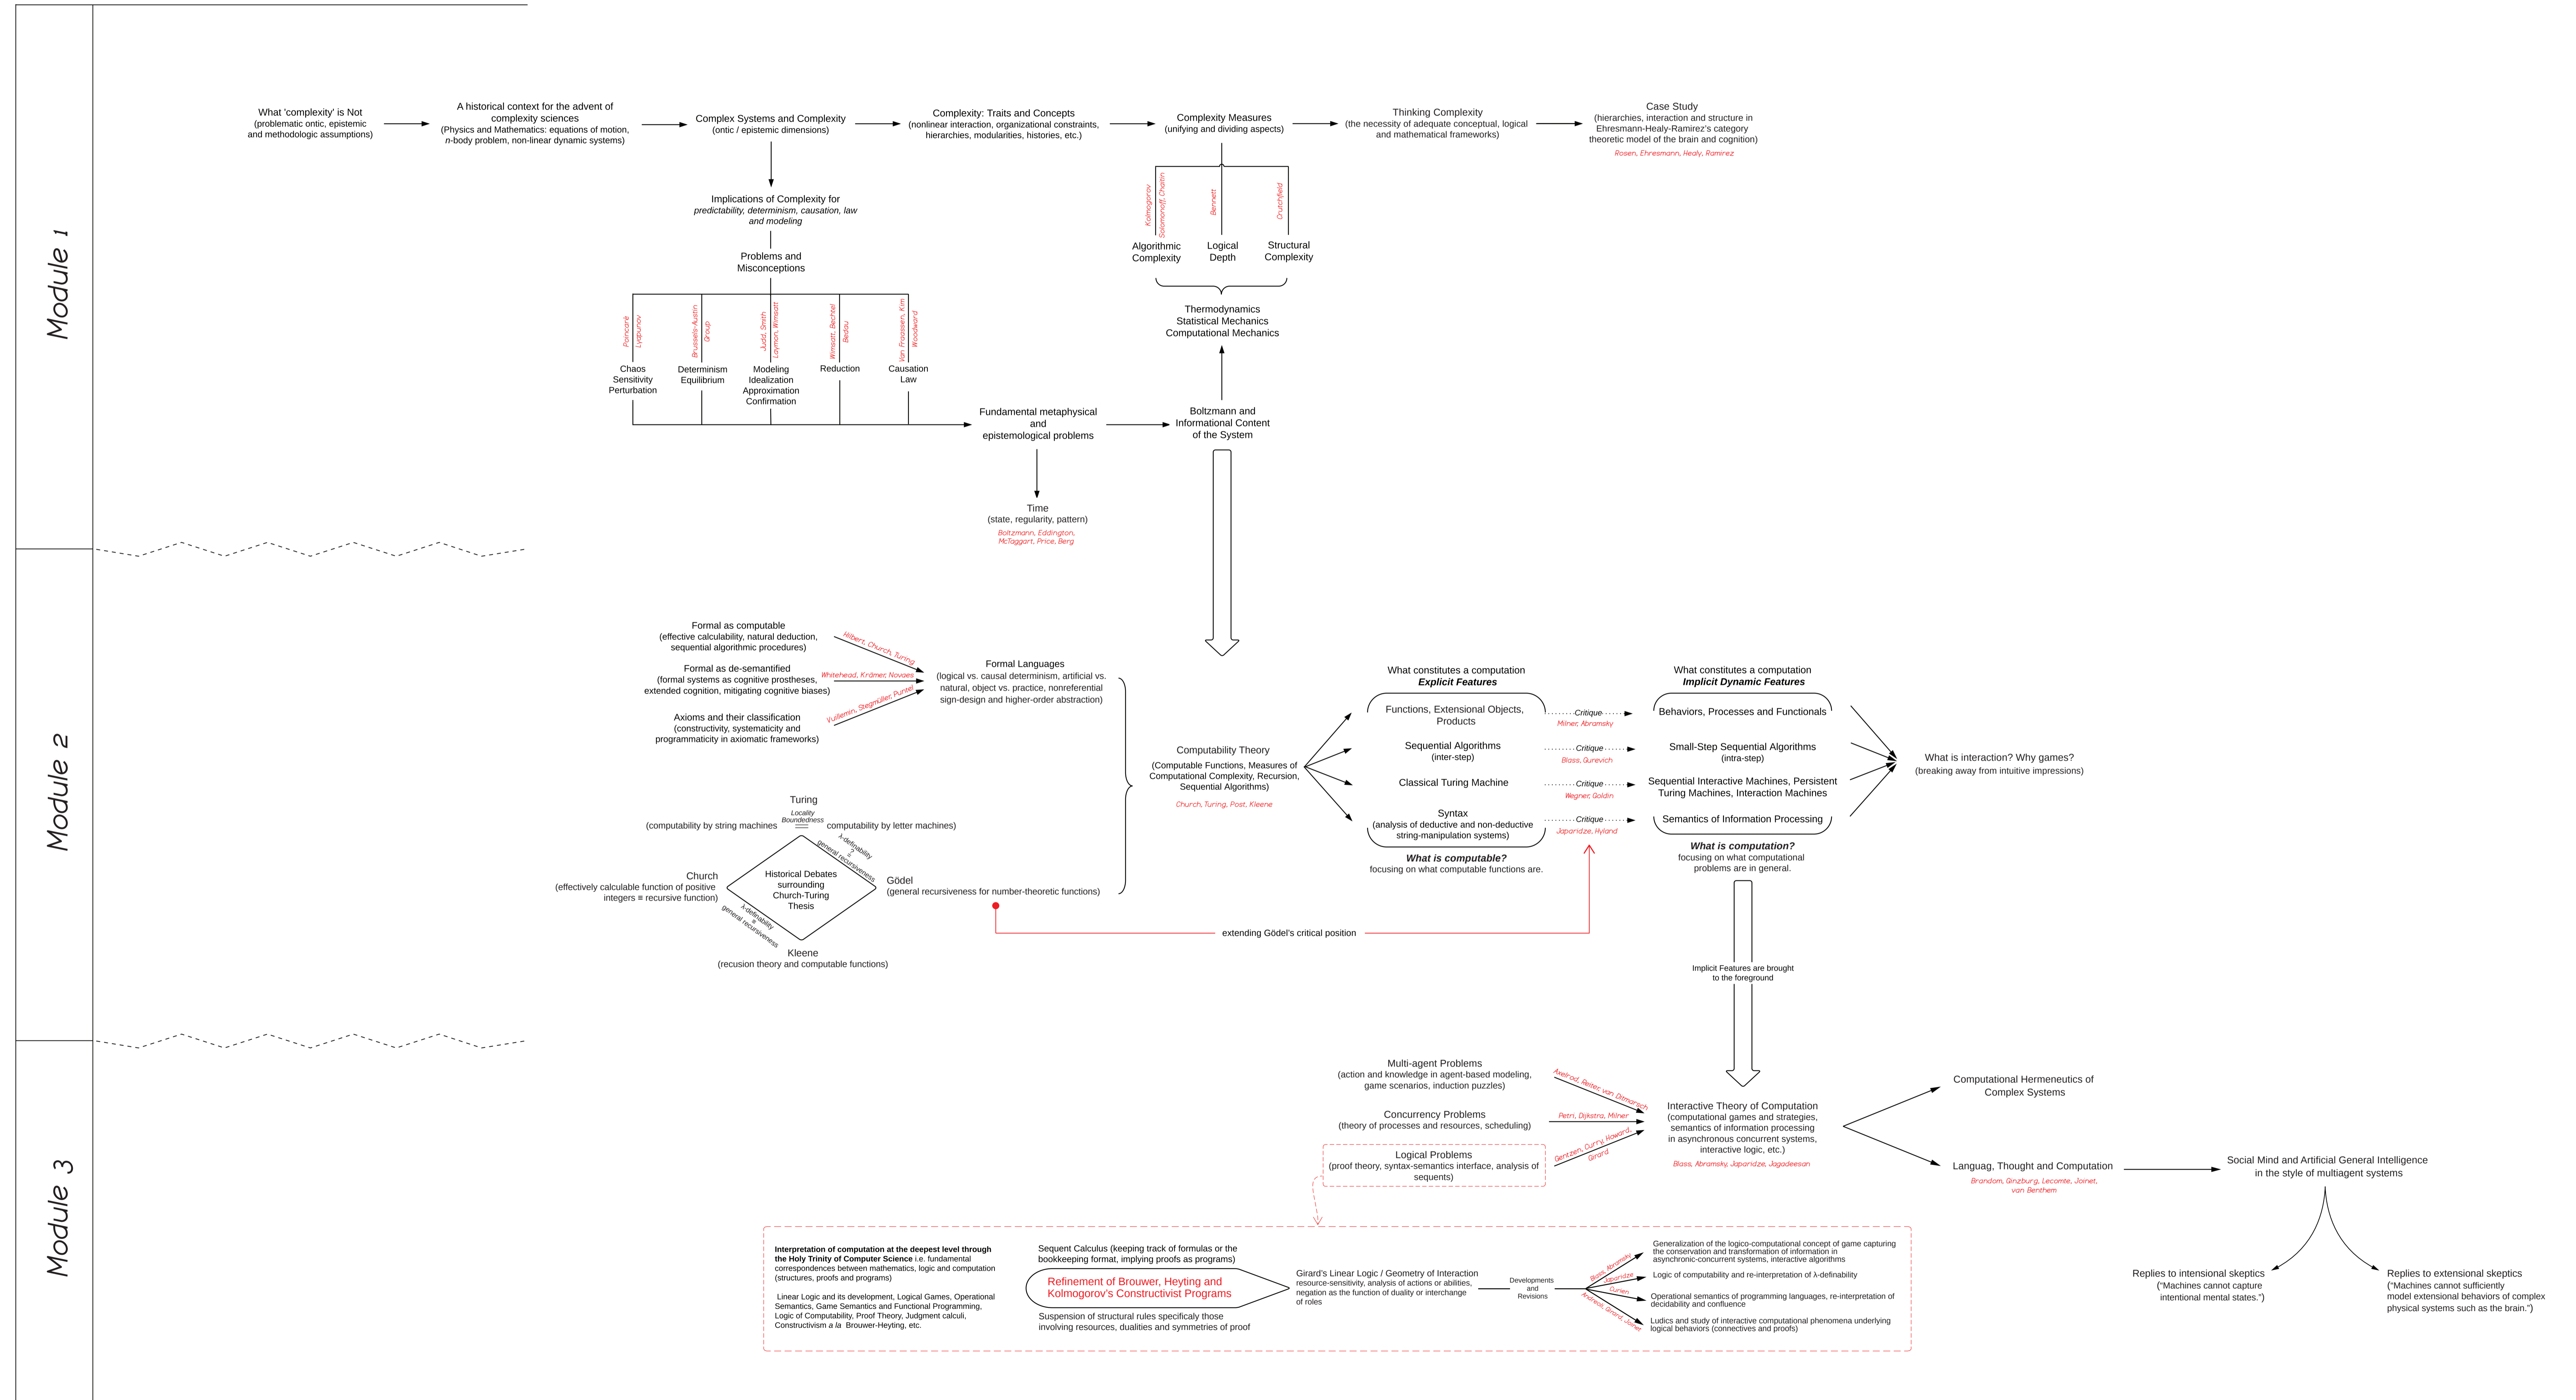 Module 1
What 'complexity' is Not
(problematic ontic, epistemic
and methodologic assumptions)
A historical context for the advent of
complexity sciences
(Physics and Mathematics: equations of motion,
n-body problem, non-linear dynamic systems)
Complex Systems and Complexity
(ontic / epistemic dimensions)
Complexity: Traits and Concepts
(nonlinear interaction, organizational constraints,
hierarchies, modularities, histories, etc.)
Complexity Measures
(unifying and dividing aspects)
Thinking Complexity
(the necessity of adequate conceptual, logical
and mathematical frameworks)
Case Study
(hierarchies, interaction and structure in
Ehresmann-Healy-Ramirez's category
theoretic model of the brain and cognition)
Rosen, Ehresmann, Healy, Ramirez
Implications of Complexity for
predictability, determinism, causation, law
and modeling
Problems and
Misconceptions
Poincaré
Lyapunov
Brussels-Austin
Group
Judd, Smith
Laymon, Wimsatt
Wimsatt, Bechtel
Bedau
Van Fraassen, Kim
Woodward
Chaos
Sensitivity
Perturbation
Determinism
Equilibrium
Modeling
Idealization
Approximation
Confirmation
Reduction
Causation
Law
Kolmogorov
Solomonoff, Chaitin
Bennett
Crutchfield
Algorithmic
Complexity
Logical
Depth
Structural
Complexity
Thermodynamics
Statistical Mechanics
Computational Mechanics
Fundamental metaphysical
and
epistemological problems
Boltzmann and
Informational Content
of the System
Time
(state, regularity, pattern)
Boltzmann, Eddington,
McTaggart, Price, Berg
Module 2
Formal as computable
(effective calculability, natural deduction,
sequential algorithmic procedures)
Hilbert, Church, Turing
Formal as de-semantified
(formal systems as cognitive prostheses,
extended cognition, mitigating cognitive biases)
Whitehead, Krämer, Novaes
Axioms and their classification
(constructivity, systematicity and
programmaticity in axiomatic frameworks)
Vuillemin, Stegmüller, Puntel
Formal Languages
(logical vs. causal determinism, artificial vs.
natural, object vs. practice, nonreferential
sign-design and higher-order abstraction)
Turing
(computability by string machines
Locality
Boundedness
computability by letter machines)
λ-definability
?
=
general recursiveness
Church
(effectively calculable function of positive
integers ≡ recursive function)
Historical Debates
surrounding
Church-Turing
Thesis
Gödel
(general recursiveness for number-theoretic functions)
λ-definability
=
general recursiveness
Kleene
(recusion theory and computable functions)
Computability Theory
(Computable Functions, Measures of
Computational Complexity, Recursion,
Sequential Algorithms)
Church, Turing, Post, Kleene
What constitutes a computation
Explicit Features
Functions, Extensional Objects,
Products
Sequential Algorithms
(inter-step)
Classical Turing Machine
Syntax
(analysis of deductive and non-deductive
string-manipulation systems)
What is computable?
focusing on what computable functions are.
Critique
Milner, Abramsky
Critique
Blass, Gurevich
Critique
Wegner, Goldin
Critique
Japaridze, Hyland
extending Gödel's critical position
What constitutes a computation
Implicit Dynamic Features
Behaviors, Processes and Functionals
Small-Step Sequential Algorithms
(intra-step)
Sequential Interactive Machines, Persistent
Turing Machines, Interaction Machines
Semantics of Information Processing
What is computation?
focusing on what computational
problems are in general.
What is interaction? Why games?
(breaking away from intuitive impressions)
Implicit Features are brought
to the foreground
Module 3
Multi-agent Problems
(action and knowledge in agent-based modeling,
game scenarios, induction puzzles)
Axelrod, Reiter, van Ditmarsch
Concurrency Problems
(theory of processes and resources, scheduling)
Petri, Dijkstra, Milner
Logical Problems
(proof theory, syntax-semantics interface, analysis of
sequents)
Gentzen, Curry, Howard,
Girard
Interactive Theory of Computation
(computational games and strategies,
semantics of information processing
in asynchronous concurrent systems,
interactive logic, etc.)
Blass, Abramsky, Japaridze, Jagadeesan
Computational Hermeneutics of
Complex Systems
Languag, Thought and Computation
Brandom, Ginzburg, Lecomte, Joinet,
van Benthem
Social Mind and Artificial General Intelligence
in the style of multiagent systems
Replies to intensional skeptics
("Machines cannot capture
intentional mental states.")
Replies to extensional skeptics
("Machines cannot sufficiently
model extensional behaviors of complex
physical systems such as the brain.")
Interpretation of computation at the deepest level through
the Holy Trinity of Computer Science i.e. fundamental
correspondences between mathematics, logic and computation
(structures, proofs and programs)
Linear Logic and its development, Logical Games, Operational
Semantics, Game Semantics and Functional Programming,
Logic of Computability, Proof Theory, Judgment calculi,
Constructivism a la Brouwer-Heyting, etc.
Sequent Calculus (keeping track of formulas or the
bookkeeping format, implying proofs as programs)
Refinement of Brouwer, Heyting and
Kolmogorov's Constructivist Programs
Suspension of structural rules specificaly those
involving resources, dualities and symmetries of proof
Girard's Linear Logic / Geometry of Interaction
resource-sensitivity, analysis of actions or abilities,
negation as the function of duality or interchange
of roles
Developments
and
Revisions
Blass, Abramsky
Japaridze
Curien
Andreoli, Girard, Joinet
Generalization of the logico-computational concept of game capturing
the conservation and transformation of information in
asynchronic-concurrent systems, interactive algorithms
Logic of computability and re-interpretation of λ-definability
Operational semantics of programming languages, re-interpretation of
decidability and confluence
Ludics and study of interactive computational phenomena underlying
logical behaviors (connectives and proofs)